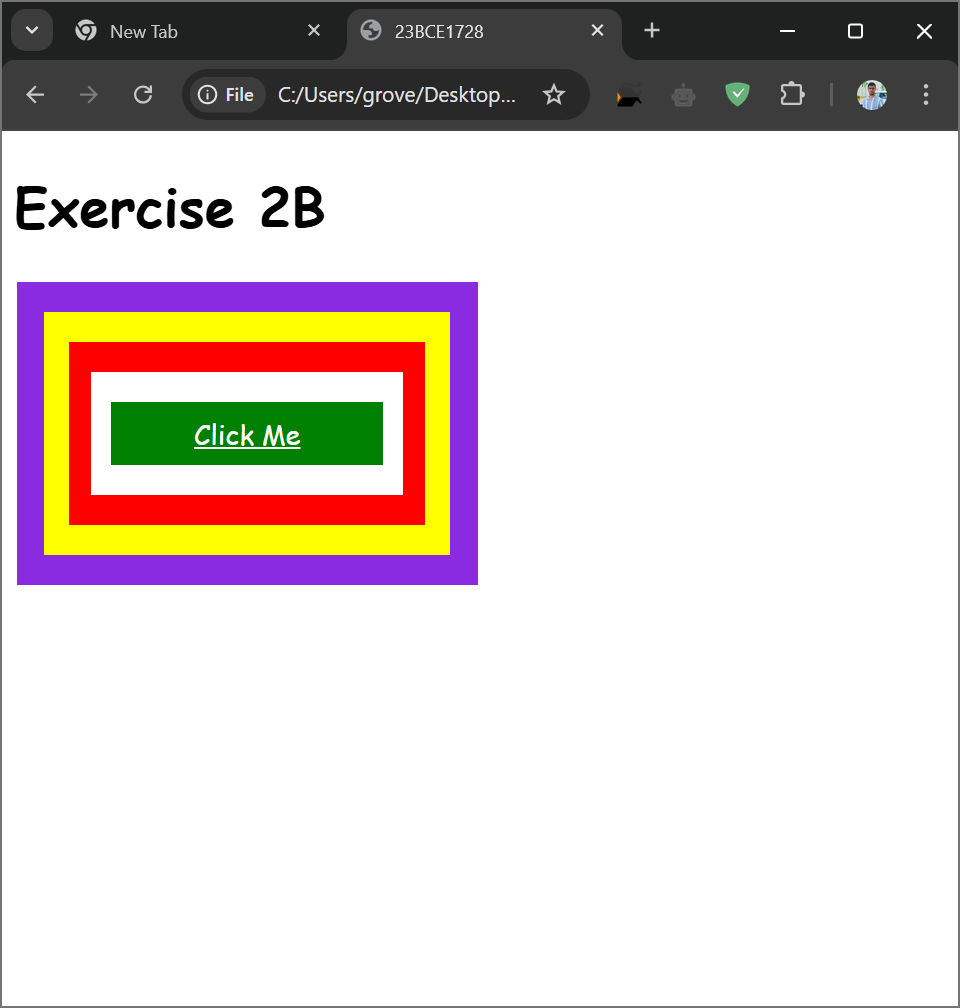 New Tab
23BCE1728
File
C:/Users/grove/Desktop...
Exercise 2B
Click Me